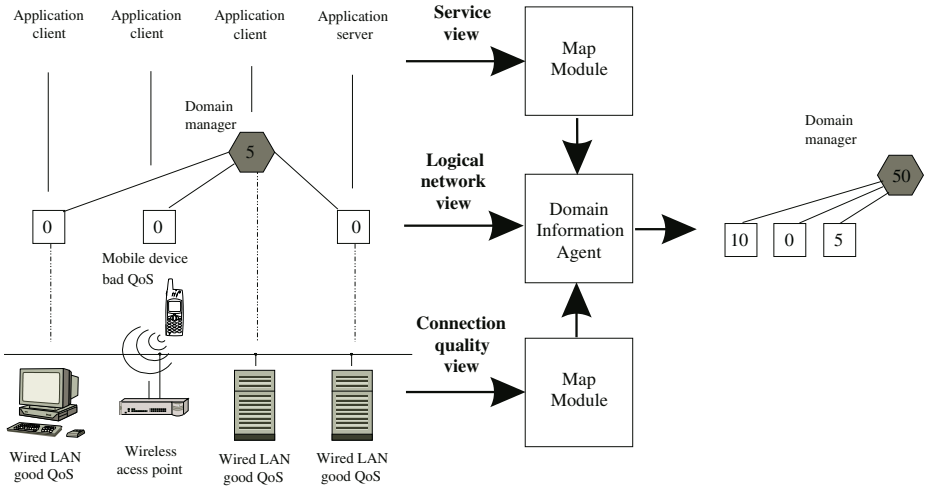 Application
client
Application
client
Application
client
Application
server
Service
view
Map
Module
Domain
manager
5
Domain
manager
50
Logical
network
view
Domain
Information
Agent
0
0
0
10
0
5
Mobile device
bad QoS
Connection
quality
view
Map
Module
Wired LAN
good QoS
Wireless
acess point
Wired LAN
good QoS
Wired LAN
good QoS